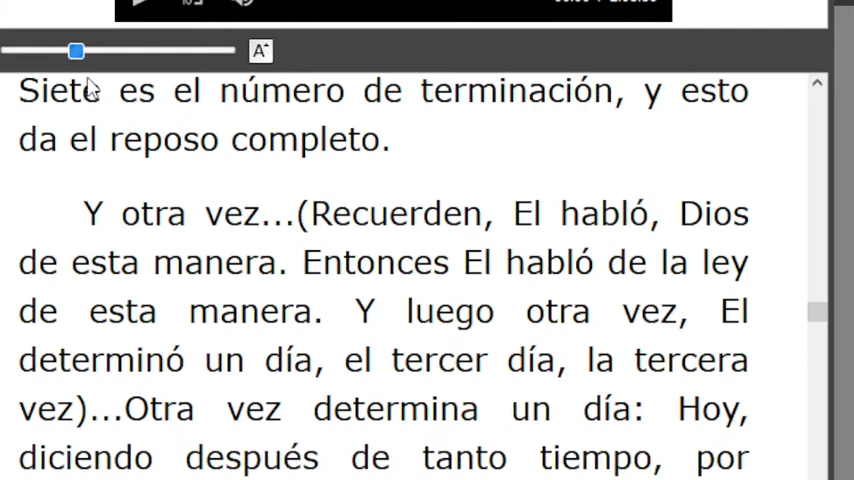 A
Siete es el número de terminación, y esto
da el reposo completo.
Y otra vez...(Recuerden, El habló, Dios
de esta manera. Entonces El habló de la ley
de esta manera. Y luego otra vez, El
determinó un día, el tercer día, la tercera
vez)...Otra vez determina un día: Hoy,
diciendo después de tanto tiempo, por